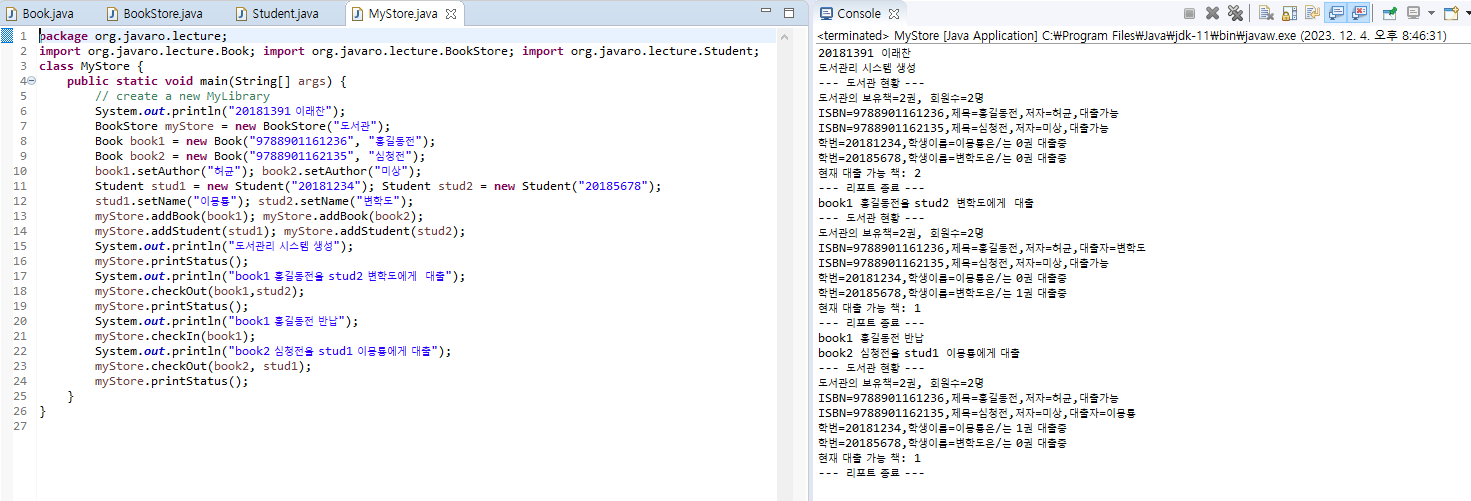 Book.java BookStore.java Student.java MyStore.java
1 package org.javaro.lecture;
2 import org.javaro.lecture.Book; import org.javaro.lecture.BookStore; import org.javaro.lecture.Student;
3 class MyStore {
4 public static void main(String[] args) {
5 // create a new MyLibrary
6 System.out.println("20181391 이래찬");
7 BookStore myStore = new BookStore("도서관");
8 Book book1 = new Book("9788901161236", "홍길동전");
9 Book book2 = new Book("9788901162135", "심청전");
10 book1.setAuthor("허균"); book2.setAuthor("미상");
11 Student stud1 = new Student("20181234"); Student stud2 = new Student("20185678");
12 stud1.setName("이몽룡"); stud2.setName("변학도");
13 myStore.addBook(book1); myStore.addBook(book2);
14 myStore.addStudent(stud1); myStore.addStudent(stud2);
15 System.out.println("도서관리 시스템 생성");
16 myStore.printStatus();
17 System.out.println("book1 홍길동전을 stud2 변학도에게  대출");
18 myStore.checkOut(book1,stud2);
19 myStore.printStatus();
20 System.out.println("book1 홍길동전 반납");
21 myStore.checkIn(book1);
22 System.out.println("book2 심청전을 stud1 이몽룡에게 대출");
23 myStore.checkOut(book2, stud1);
24 myStore.printStatus();
25 }
26 }
27
Console
<terminated> MyStore [Java Application] C:₩Program Files₩Java₩jdk-11₩bin₩javaw.exe (2023. 12. 4. 오후 8:46:31)
20181391 이래찬
도서관리 시스템 생성
--- 도서관 현황 ---
도서관의 보유책=2권, 회원수=2명
ISBN=9788901161236,제목=홍길동전,저자=허균,대출가능
ISBN=9788901162135,제목=심청전,저자=미상,대출가능
학번=20181234,학생이름=이몽룡은/는 0권 대출중
학번=20185678,학생이름=변학도은/는 0권 대출중
현재 대출 가능 책: 2
--- 리포트 종료 ---
book1 홍길동전을 stud2 변학도에게  대출
--- 도서관 현황 ---
도서관의 보유책=2권, 회원수=2명
ISBN=9788901161236,제목=홍길동전,저자=허균,대출자=변학도
ISBN=9788901162135,제목=심청전,저자=미상,대출가능
학번=20181234,학생이름=이몽룡은/는 0권 대출중
학번=20185678,학생이름=변학도은/는 1권 대출중
현재 대출 가능 책: 1
--- 리포트 종료 ---
book1 홍길동전 반납
book2 심청전을 stud1 이몽룡에게 대출
--- 도서관 현황 ---
도서관의 보유책=2권, 회원수=2명
ISBN=9788901161236,제목=홍길동전,저자=허균,대출가능
ISBN=9788901162135,제목=심청전,저자=미상,대출자=이몽룡
학번=20181234,학생이름=이몽룡은/는 1권 대출중
학번=20185678,학생이름=변학도은/는 0권 대출중
현재 대출 가능 책: 1
--- 리포트 종료 ---